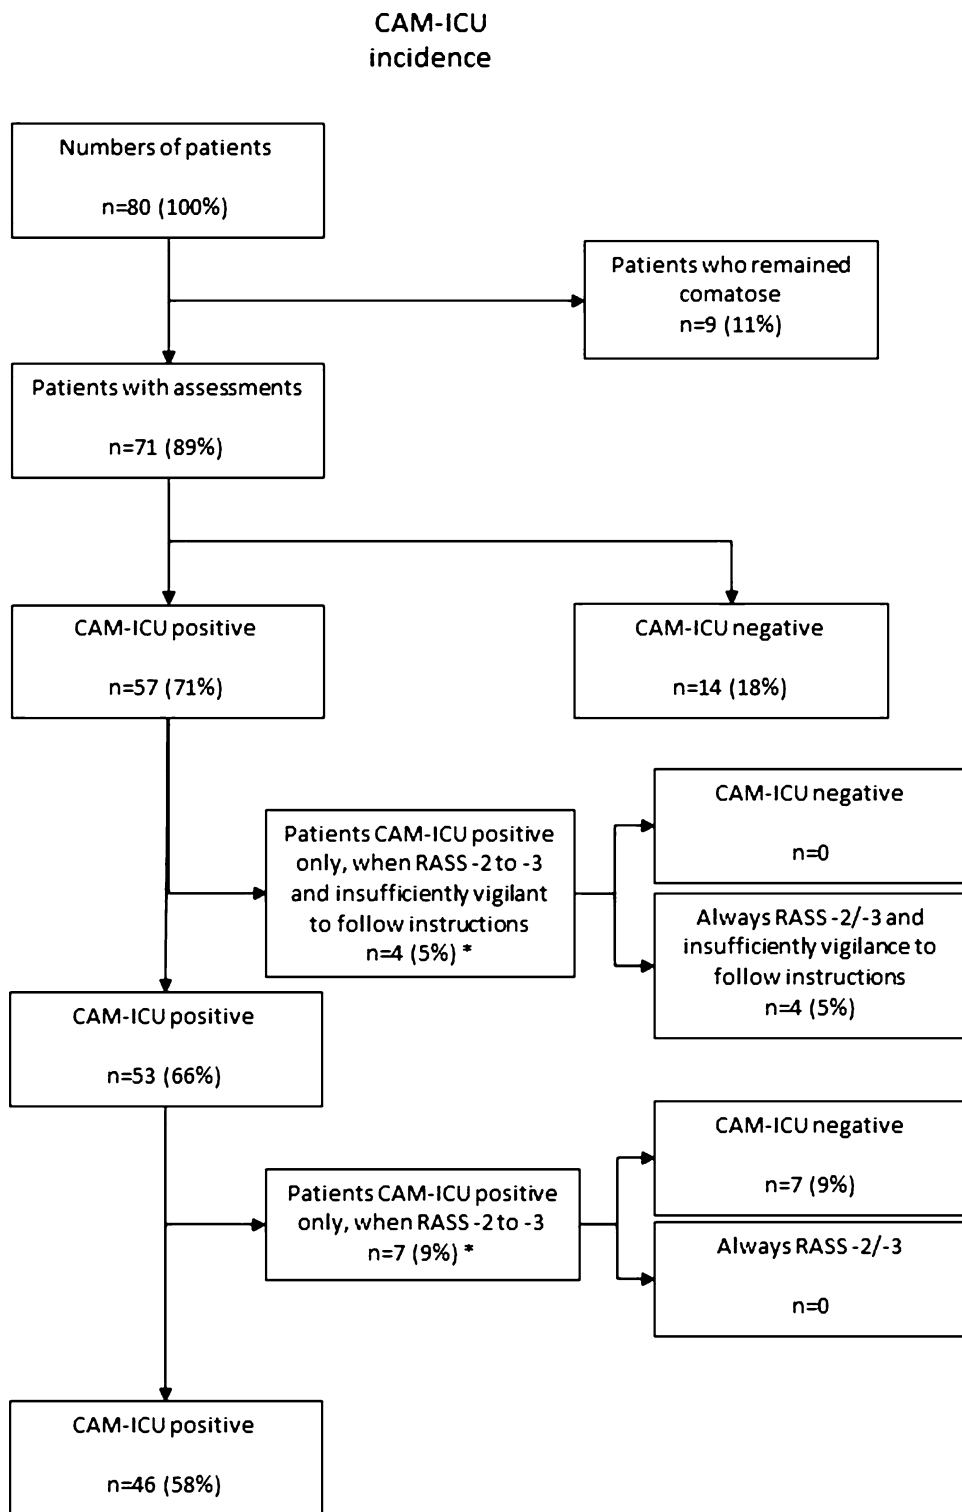 CAM-ICU
incidence
Numbers of patients
n=80 (100%)
Patients who remained
comatose
n=9 (11%)
Patients with assessments
n=71 (89%)
CAM-ICU positive
n=57 (71%)
CAM-ICU negative
n=14 (18%)
Patients CAM-ICU positive
only, when RASS -2 to -3
and insufficiently vigilant
to follow instructions
n=4 (5%) *
CAM-ICU negative
n=0
Always RASS -2/-3 and
insufficiently vigilance to
follow instructions
n=4 (5%)
CAM-ICU positive
n=53 (66%)
Patients CAM-ICU positive
only, when RASS -2 to -3
n=7 (9%) *
CAM-ICU negative
n=7 (9%)
Always RASS -2/-3
n=0
CAM-ICU positive
n=46 (58%)